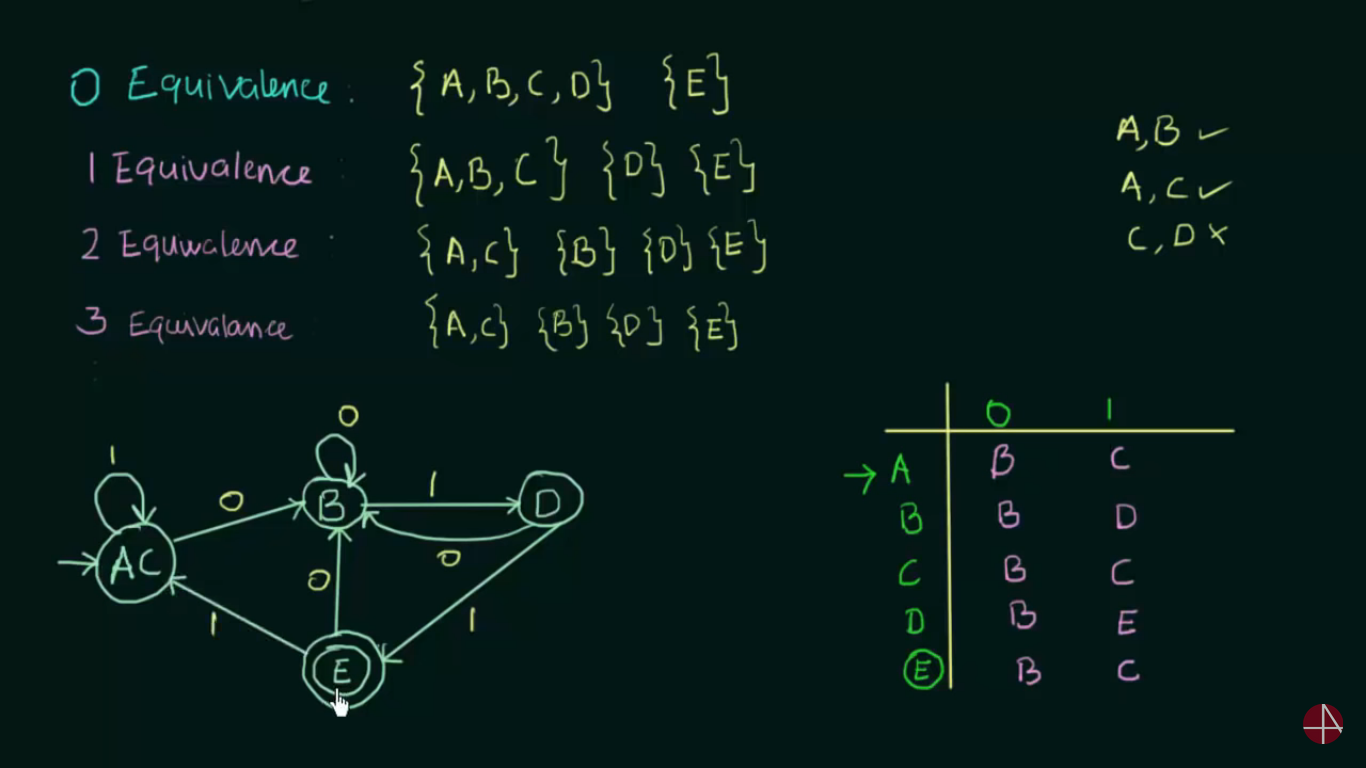 0 Equivalence : {A,B,C,D} {E}
1 Equivalence : {A,B,C} {D} {E}
2 Equivalence : {A,C} {B} {D} {E}
3 Equivalance {A,C} {B} {D} {E}
A,B ✓
A,C ✓
C,D ×
0
1
0
B
1
D
AC
0
0
1
1
E
0 1
→ A B C
B B D
C B C
D B E
E B C